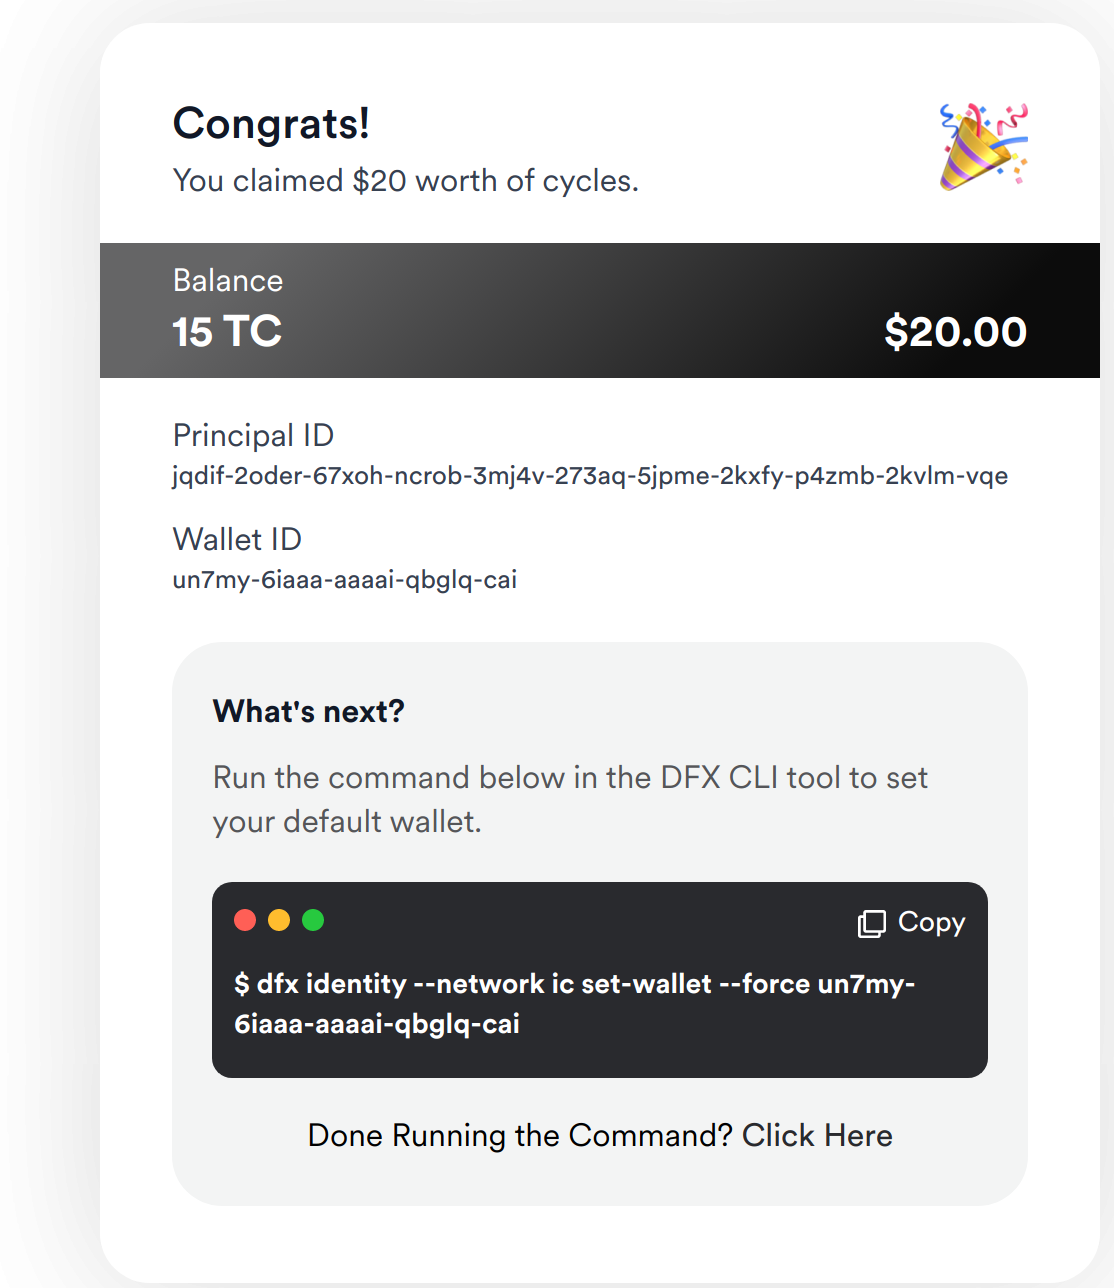 Congrats!
You claimed $20 worth of cycles.
Balance
15 TC
$20.00
Principal ID
jqdif-2oder-67xoh-ncrob-3mj4v-273aq-5jpme-2kxfy-p4zmb-2kvlm-vqe
Wallet ID
un7my-6iaaa-aaaai-qbglq-cai
What's next?
Run the command below in the DFX CLI tool to set
your default wallet.
Copy
$ dfx identity --network ic set-wallet --force un7my-
6iaaa-aaaai-qbglq-cai
Done Running the Command? Click Here